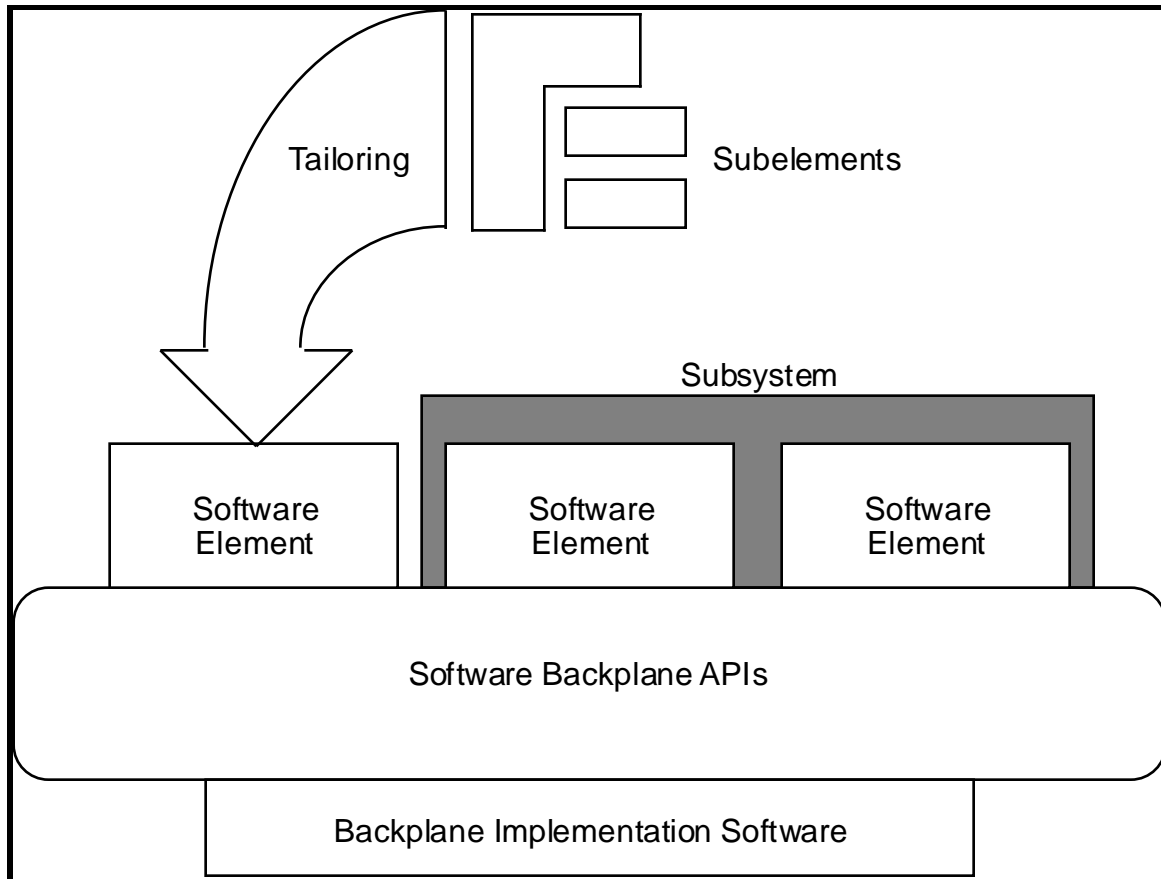 Tailoring
Subelements
Subsystem
Software
Element
Software
Element
Software
Element
Software Backplane APIs
Backplane Implementation Software